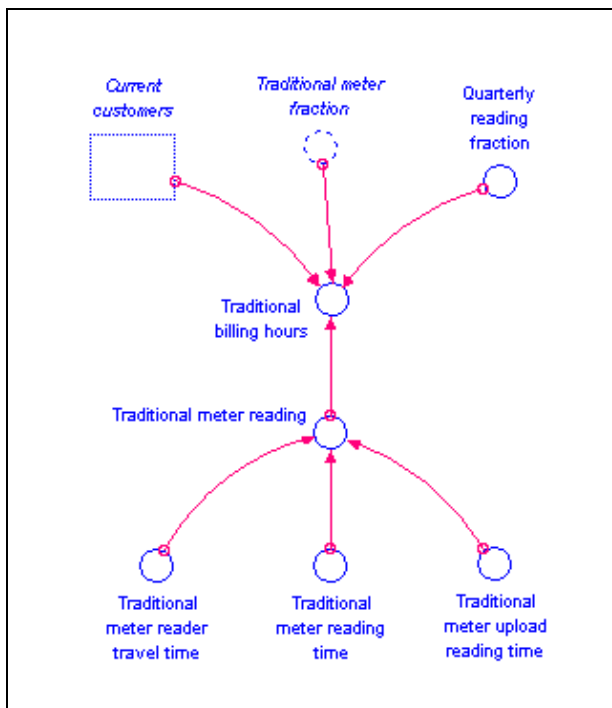 Current
customers
Traditional meter
fraction
Quarterly
reading
fraction
Traditional
billing hours
Traditional meter reading
Traditional
meter reader
travel time
Traditional
meter reading
time
Traditional
meter upload
reading time